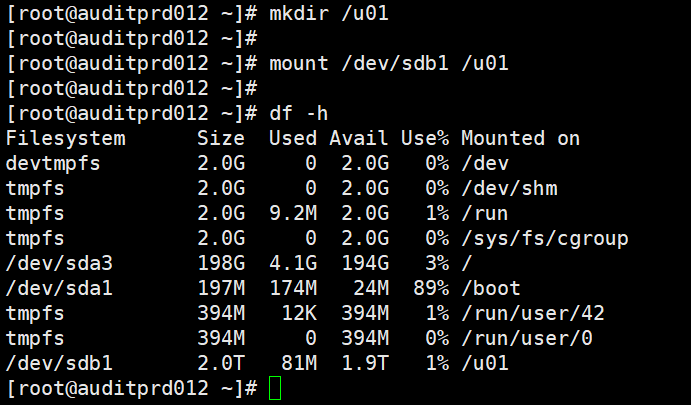 [root@auditprd012 ~]# mkdir /u01
[root@auditprd012 ~]#
[root@auditprd012 ~]# mount /dev/sdb1 /u01
[root@auditprd012 ~]#
[root@auditprd012 ~]# df -h
Filesystem      Size  Used Avail Use% Mounted on
devtmpfs        2.0G     0  2.0G   0% /dev
tmpfs           2.0G     0  2.0G   0% /dev/shm
tmpfs           2.0G  9.2M  2.0G   1% /run
tmpfs           2.0G     0  2.0G   0% /sys/fs/cgroup
/dev/sda3       198G  4.1G  194G   3% /
/dev/sda1       197M  174M   24M  89% /boot
tmpfs           394M   12K  394M   1% /run/user/42
tmpfs           394M     0  394M   0% /run/user/0
/dev/sdb1       2.0T   81M  1.9T   1% /u01
[root@auditprd012 ~]#